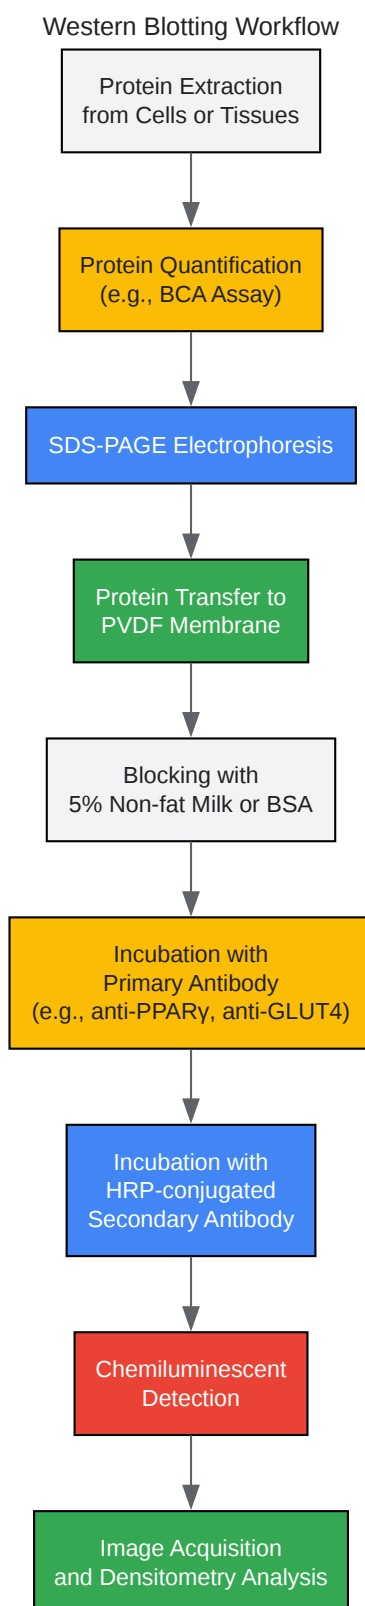 Western Blotting Workflow
Protein Extraction
from Cells or Tissues
Protein Quantification
(e.g., BCA Assay)
SDS-PAGE Electrophoresis
Protein Transfer to
PVDF Membrane
Blocking with
5% Non-fat Milk or BSA
Incubation with
Primary Antibody
(e.g., anti-PPARγ, anti-GLUT4)
Incubation with
HRP-conjugated
Secondary Antibody
Chemiluminescent
Detection
Image Acquisition
and Densitometry Analysis